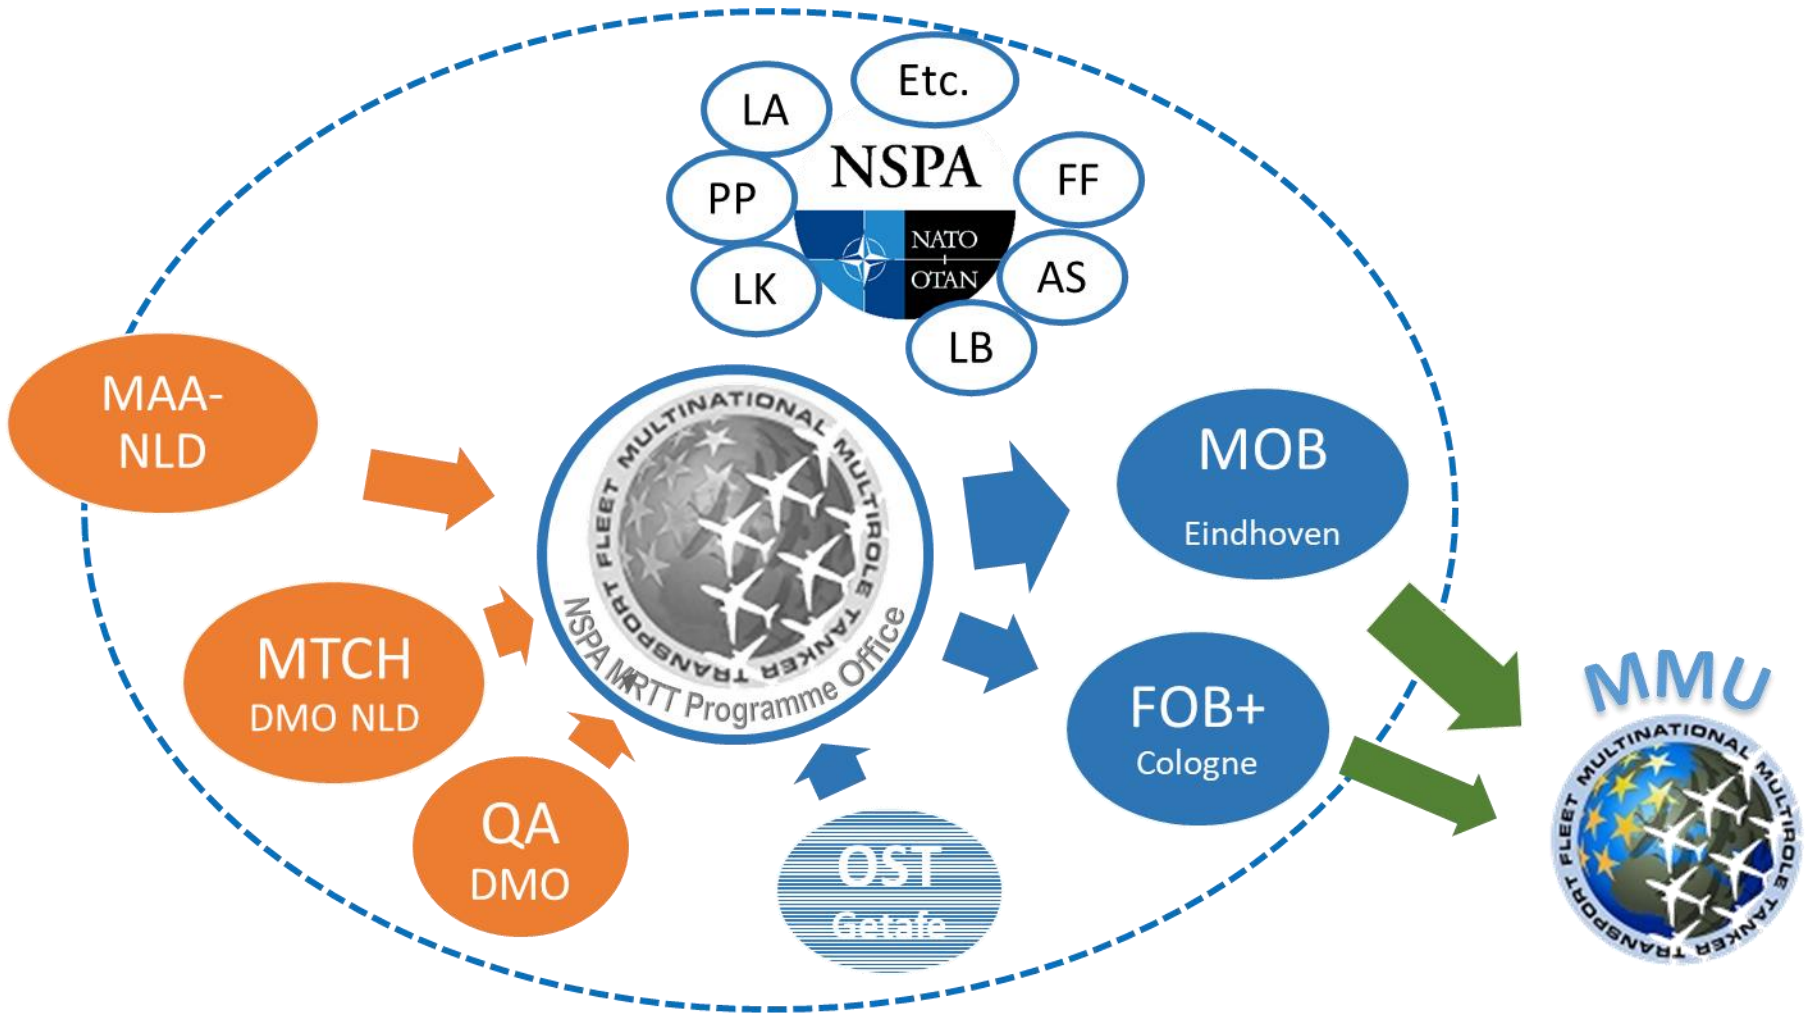 Etc.
LA
NSPA
FF
PP
NATO
OTAN
AS
LK
LB
MAA-
NLD
MULTINATIONAL MULTIROLE TANKER TRANSPORT FLEET
NSPA MRTT Programme Office
MOB
Eindhoven
MTCH
DMO NLD
FOB+
Cologne
MMU
MULTINATIONAL MULTIROLE TANKER TRANSPORT FLEET
QA
DMO
OST
Getafe